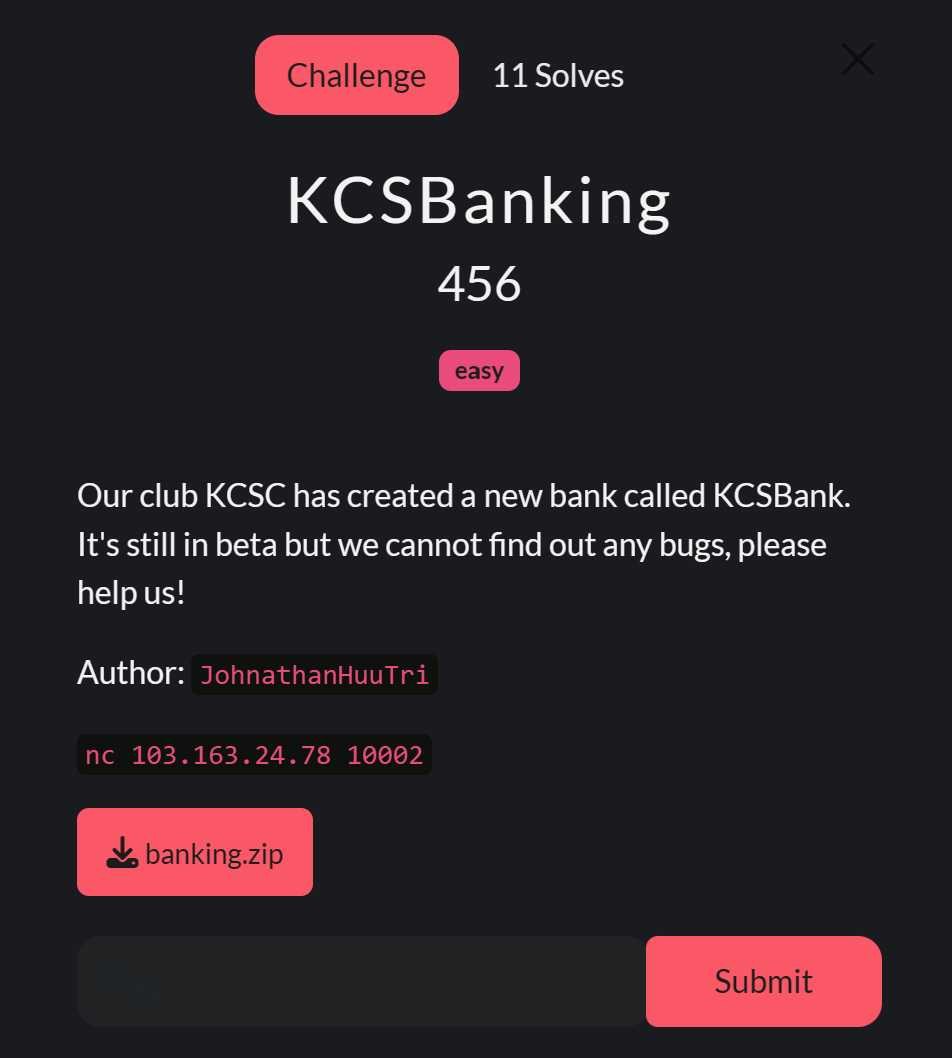 Challenge 11 Solves
KCSBanking
456
easy
Our club KCSC has created a new bank called KCSBank.
It's still in beta but we cannot find out any bugs, please
help us!
Author: JohnathanHuuTri
nc 103.163.24.78 10002
banking.zip
Flag Submit